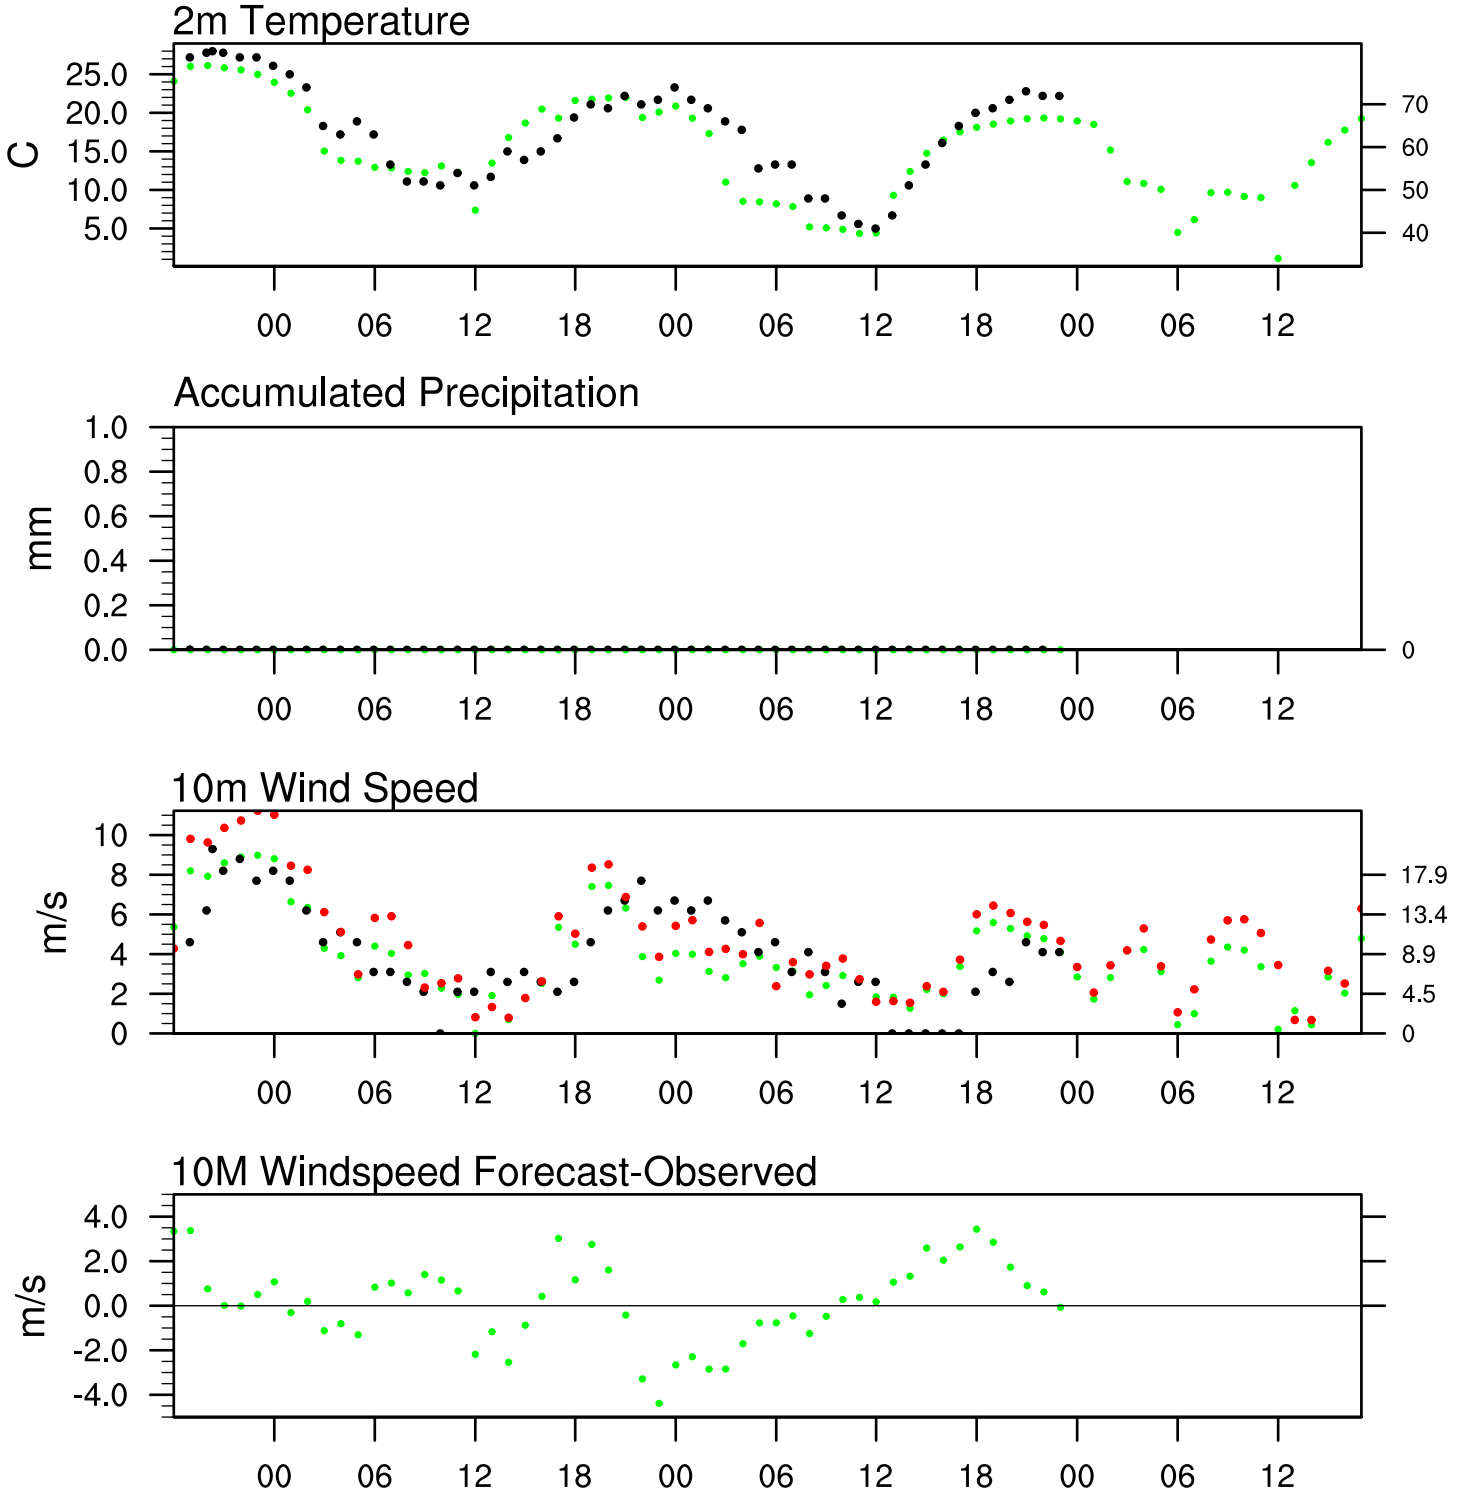 2m Temperature
25.0
20.0
15.0
10.0
5.0
C
70
60
50
40
00 06 12 18 00 06 12 18 00 06 12
Accumulated Precipitation
1.0
0.8
0.6
0.4
0.2
0.0
mm
0
00 06 12 18 00 06 12 18 00 06 12
10m Wind Speed
10
8
6
4
2
0
m/s
17.9
13.4
8.9
4.5
0
00 06 12 18 00 06 12 18 00 06 12
10M Windspeed Forecast-Observed
4.0
2.0
0.0
-2.0
-4.0
m/s
00 06 12 18 00 06 12 18 00 06 12